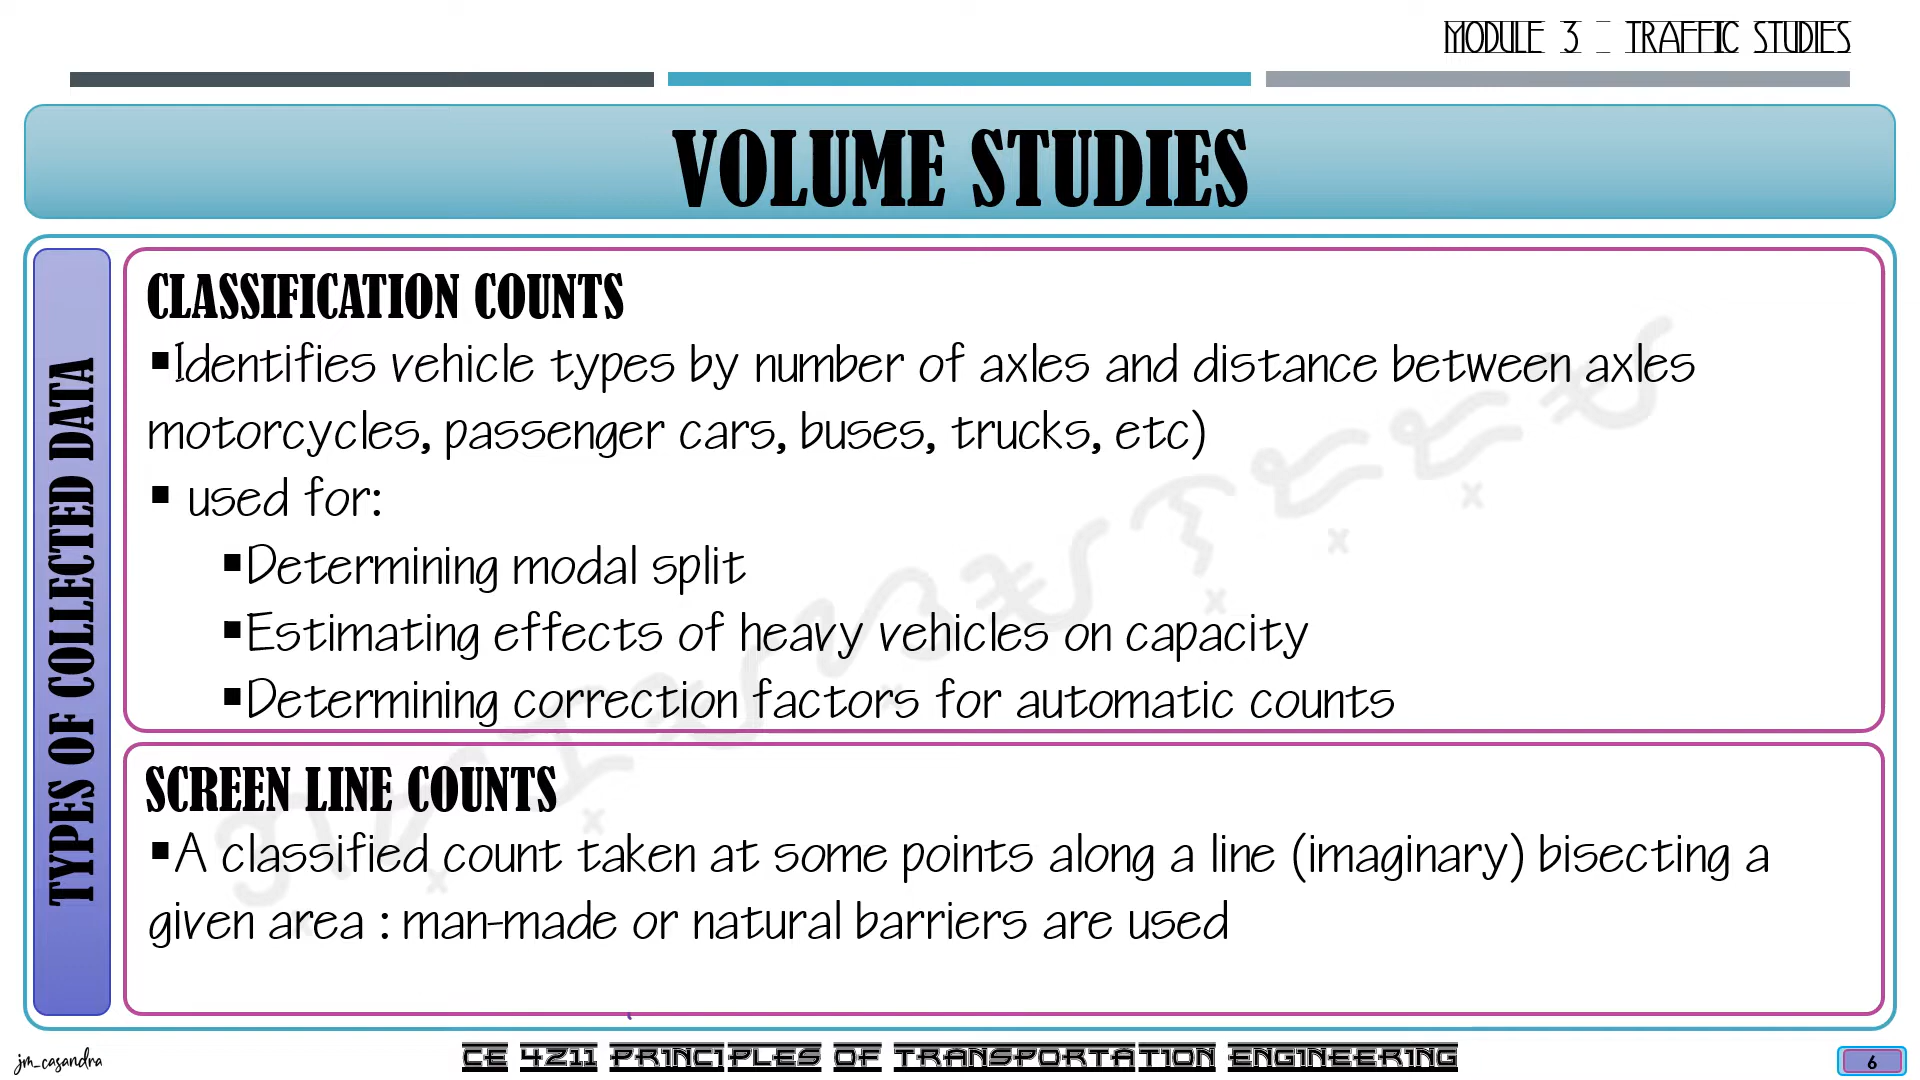 MODULE 3 - TRAFFIC STUDIES
VOLUME STUDIES
TYPES OF COLLECTED DATA
CLASSIFICATION COUNTS
▪Identifies vehicle types by number of axles and distance between axles
motorcycles, passenger cars, buses, trucks, etc)
▪ used for:
▪Determining modal split
▪Estimating effects of heavy vehicles on capacity
▪Determining correction factors for automatic counts
SCREEN LINE COUNTS
▪A classified count taken at some points along a line (imaginary) bisecting a
given area : man-made or natural barriers are used
jm_casandra
CE 4211 PRINCIPLES OF TRANSPORTATION ENGINEERING
6